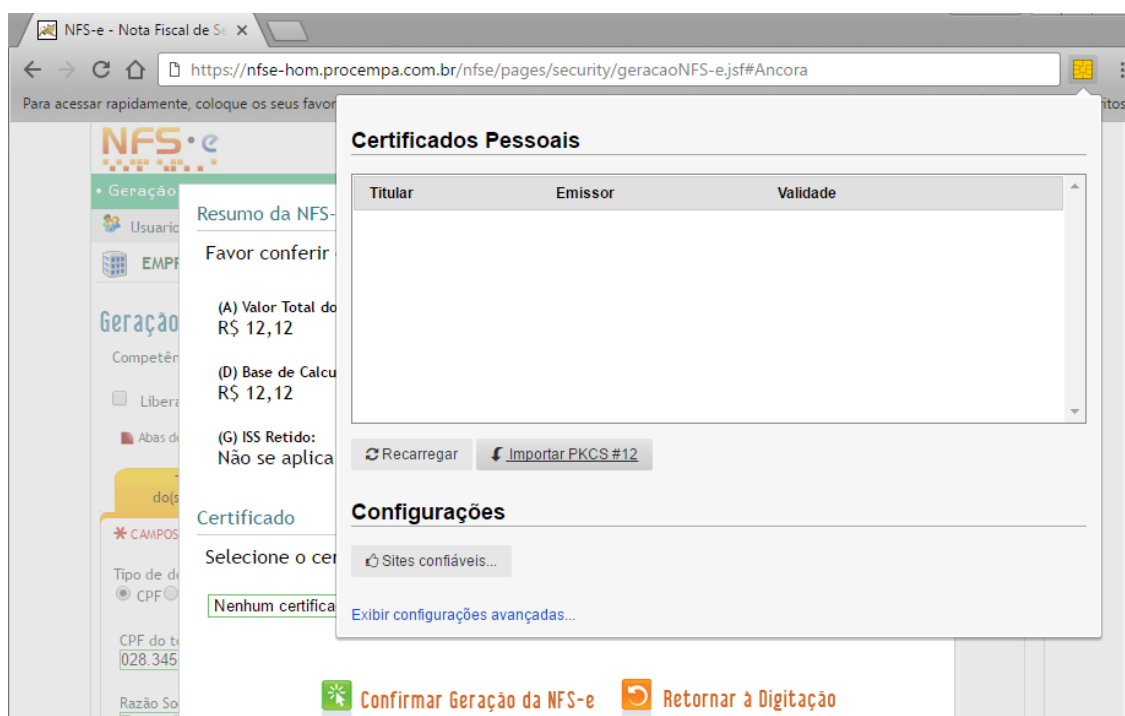 NFS-e - Nota Fiscal de Se
https://nfse-hom.procempa.com.br/nfse/pages/security/geracaoNFS-e.jsf#Ancora
Para acessar rapidamente, coloque os seus favor
ritos
NFS·e
• Geração
Usuario
EMPR
Geração
Competên
Libera
Abas de
do(s
* CAMPOS
Tipo de do
CPF
CPF do to
028.345
Razão So
Resumo da NFS-
Favor conferir
(A) Valor Total do
R$ 12,12
(D) Base de Calcu
R$ 12,12
(G) ISS Retido:
Não se aplica
Certificado
Selecione o cer
Nenhum certifica
Confirmar Geração da NFS-e
Retornar à Digitação
Certificados Pessoais
Titular Emissor Validade
Recarregar
Importar PKCS #12
Configurações
Sites confiáveis...
Exibir configurações avançadas...